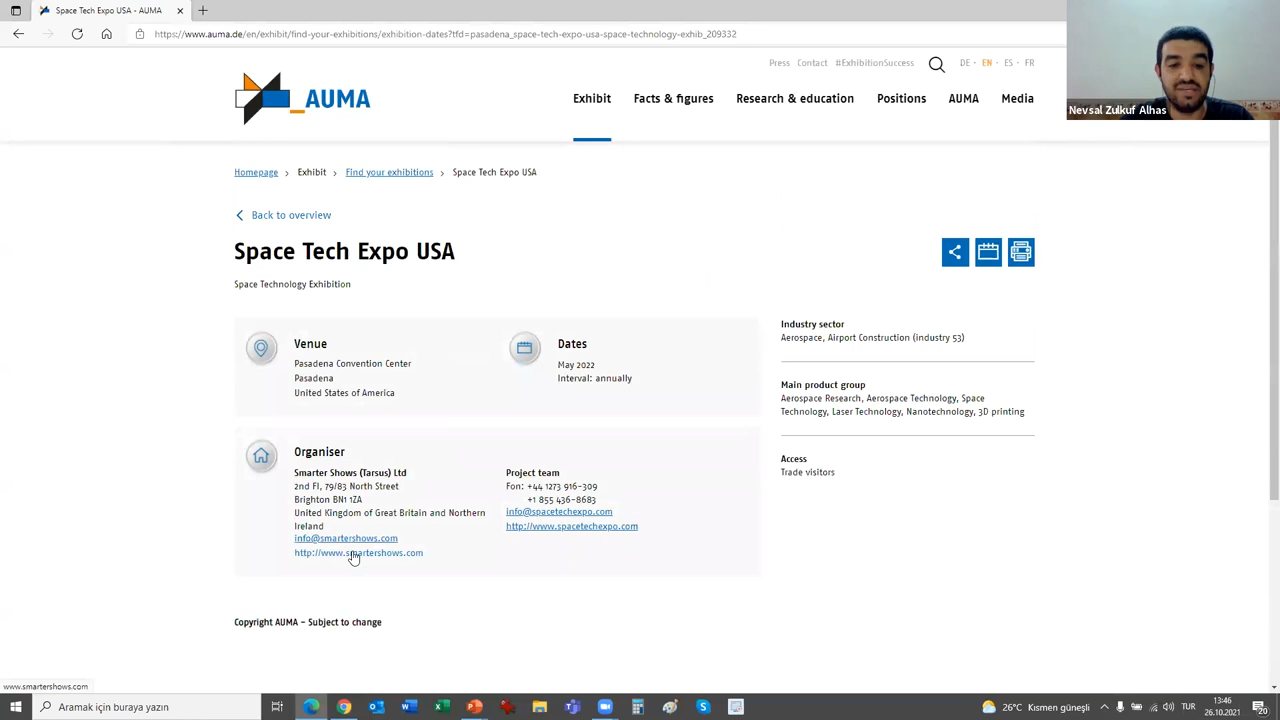 Space Tech Expo USA - AUMA
https://www.auma.de/en/exhibit/find-your-exhibitions/exhibition-dates?tfd=pasadena_space-tech-expo-usa-space-technology-exhib_209332
Nevsal Zulkuf Alhas
Press Contact #ExhibitionSuccess
DE · EN · ES · FR
AUMA
Exhibit Facts & figures Research & education Positions AUMA Media
Homepage > Exhibit > Find your exhibitions > Space Tech Expo USA
Back to overview
Space Tech Expo USA
Space Technology Exhibition
Venue
Pasadena Convention Center
Pasadena
United States of America
Dates
May 2022
Interval: annually
Organiser
Smarter Shows (Tarsus) Ltd
2nd Fl, 79/83 North Street
Brighton BN1 1ZA
United Kingdom of Great Britain and Northern
Ireland
info@smartershows.com
http://www.smartershows.com
Project team
Fon: +44 1273 916-309
+1 855 436-8683
info@spacetechexpo.com
http://www.spacetechexpo.com
Industry sector
Aerospace, Airport Construction (industry 53)
Main product group
Aerospace Research, Aerospace Technology, Space
Technology, Laser Technology, Nanotechnology, 3D printing
Access
Trade visitors
Copyright AUMA – Subject to change
www.smartershows.com
Aramak için buraya yazın
26°C Kısmen güneşli
TUR
13:46
26.10.2021
20